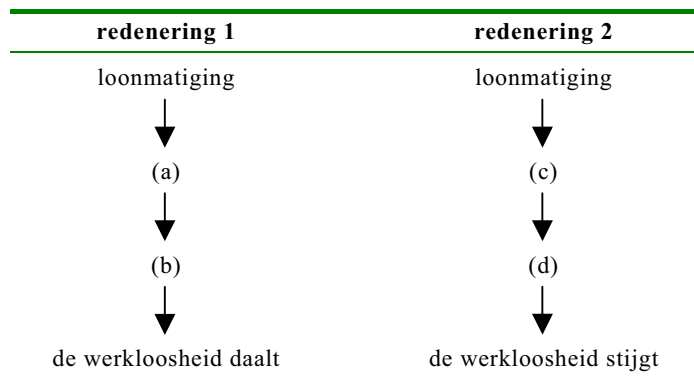 redenering 1 redenering 2
loonmatiging loonmatiging
(a) (c)
(b) (d)
de werkloosheid daalt de werkloosheid stijgt